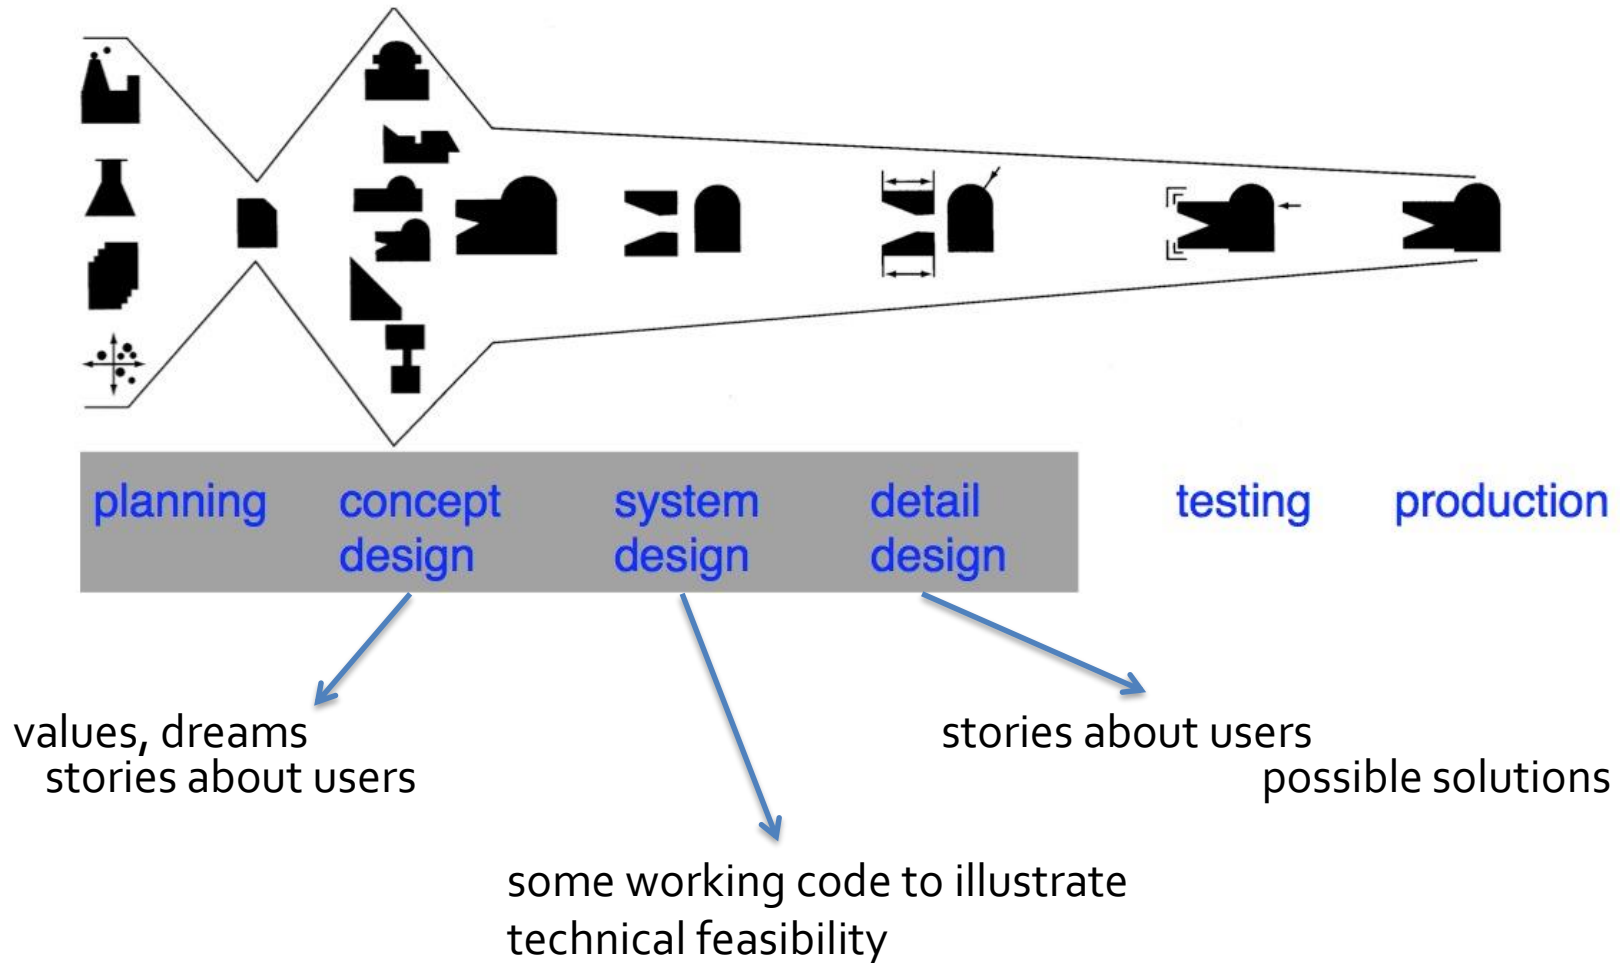 planning
concept
design
system
design
detail
design
testing
production
values, dreams
stories about users
some working code to illustrate
technical feasibility
stories about users
possible solutions